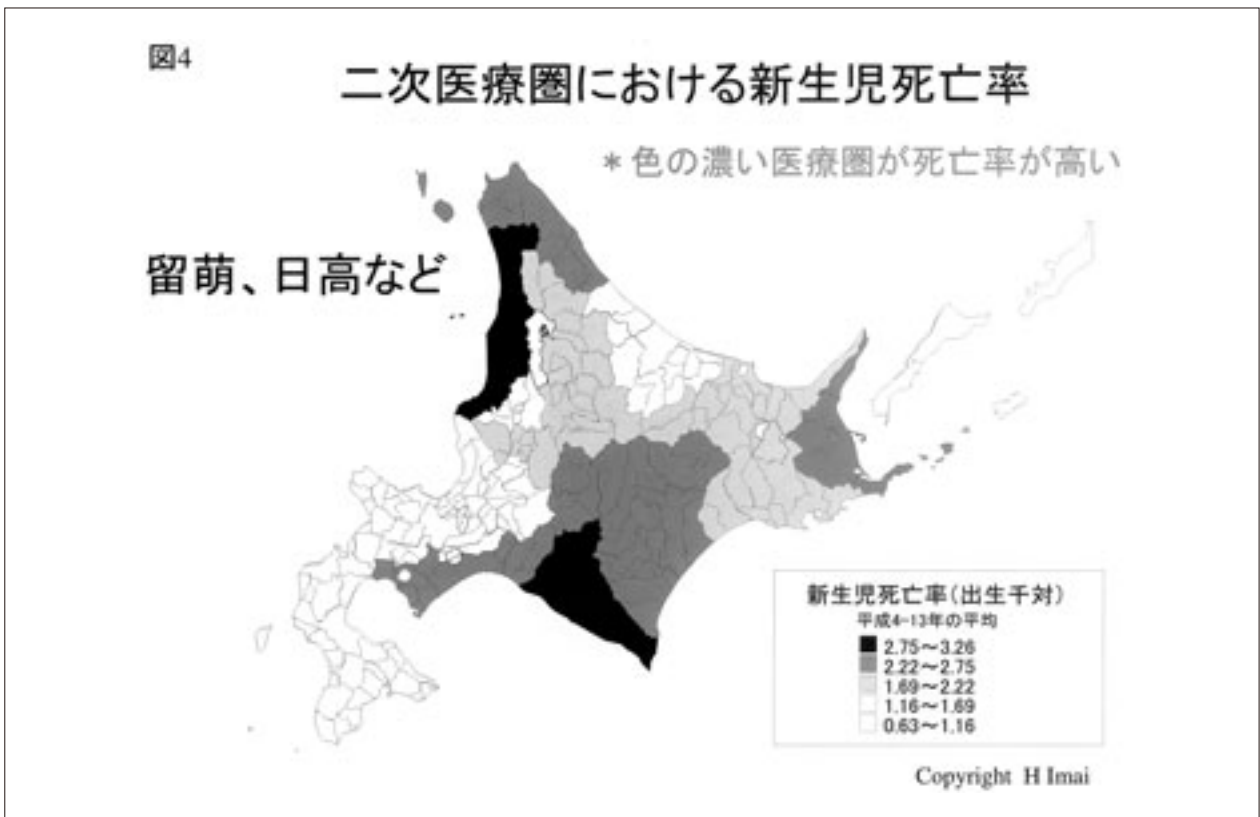 図4
二次医療圏における新生児死亡率
*色の濃い医療圏が死亡率が高い
留萌、日高など
新生児死亡率(出生千対)
平成4-13年の平均
2.75〜3.26
2.22〜2.75
1.69〜2.22
1.16〜1.69
0.63〜1.16
Copyright H Imai